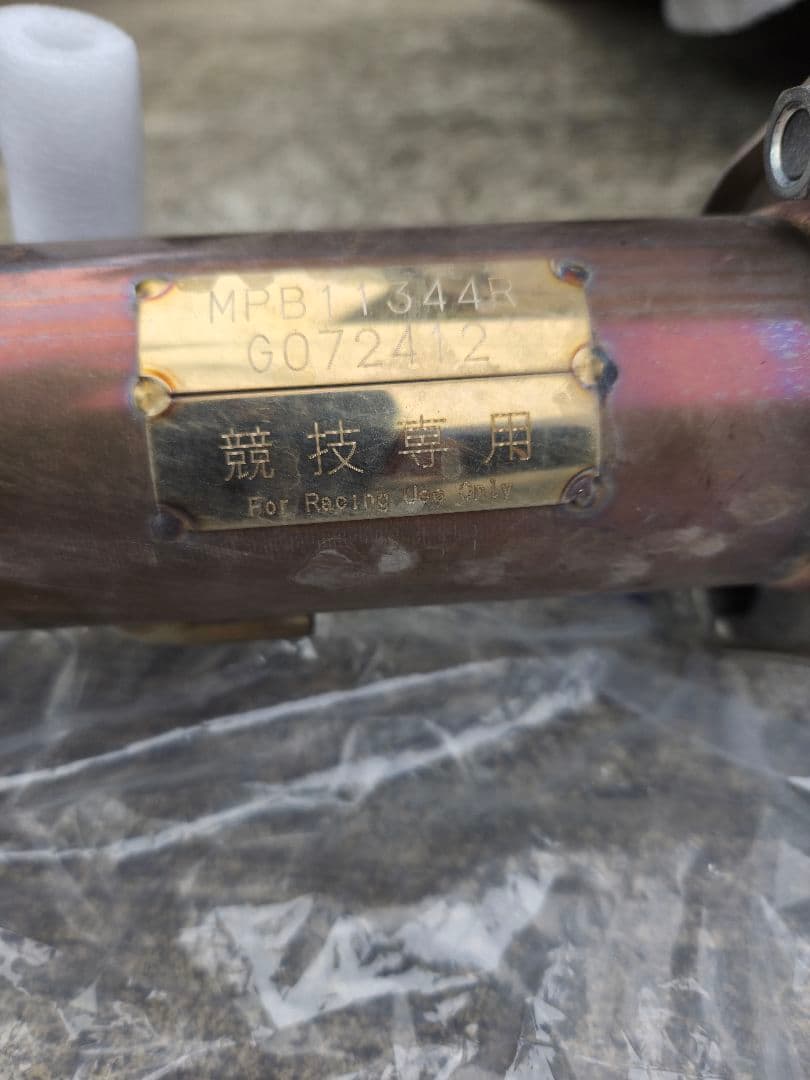 MPB11344R
G072412
競技専用
For Racing Use Only